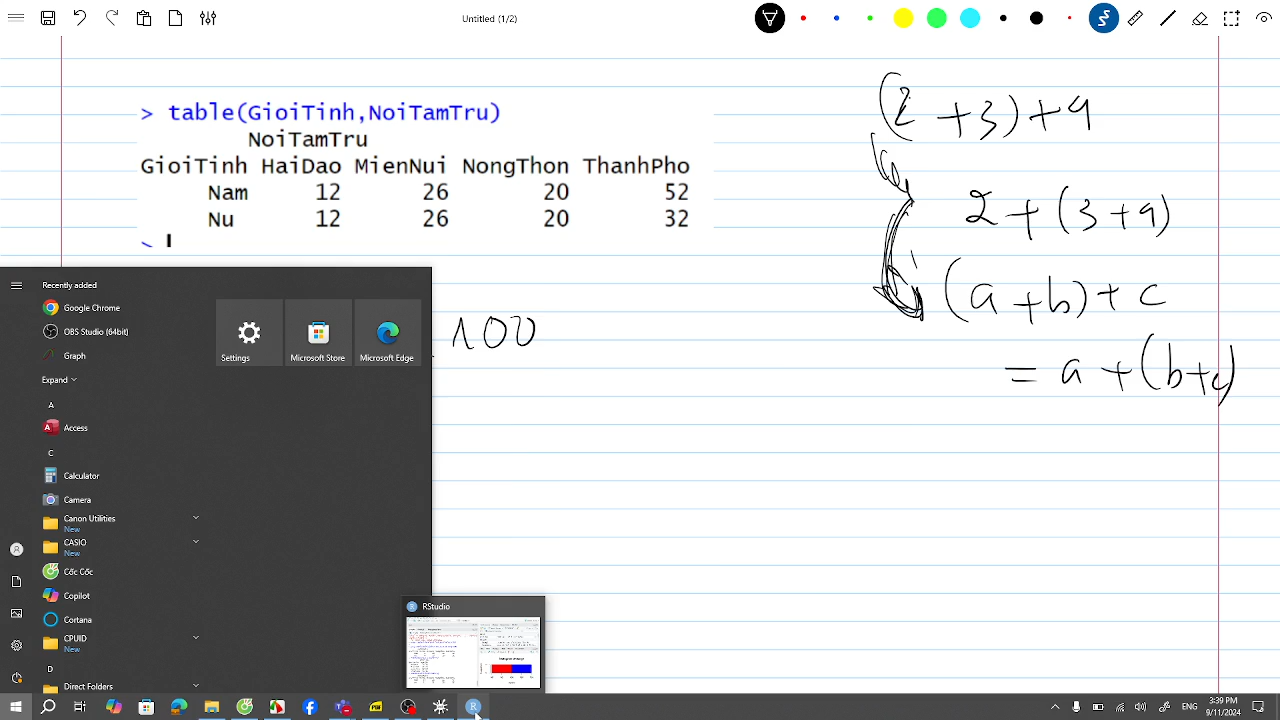 Untitled (1/2)
> table(GioiTinh,NoiTamTru)
NoiTamTru
GioiTinh HaiDao MienNui NongThon ThanhPho
Nam 12 26 20 52
Nu 12 26 20 32
>
(2 +3)+9
2 + (3 +9)
(a +b) + c
= a + (b+c)
100
Recently added
Google Chrome
OBS Studio (64bit)
Graph
Expand
A
Access
C
Calculator
Camera
Canon Utilities
New
CASIO
New
Cốc Cốc
Copilot
Cortana
CPUID
New
D
Direct Folders
Settings
Microsoft Store
Microsoft Edge
RStudio
3:39 PM
9/11/2024